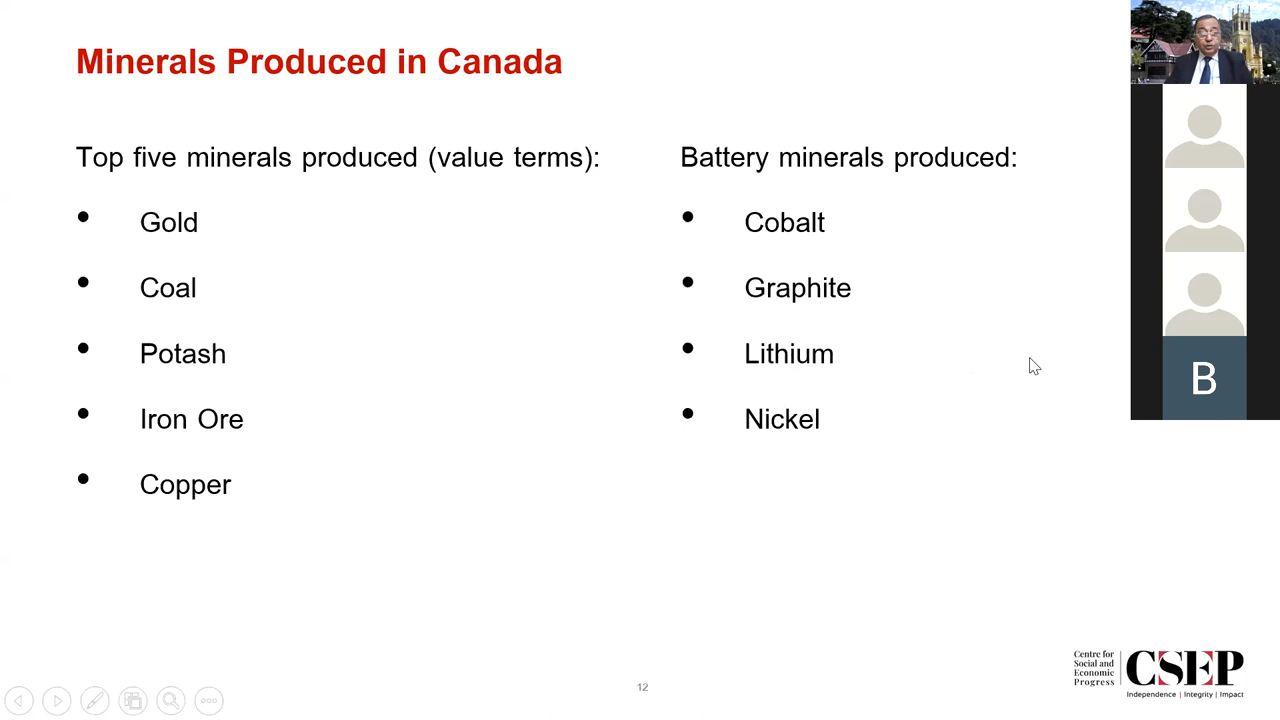 Minerals Produced in Canada
Top five minerals produced (value terms):
• Gold
• Coal
• Potash
• Iron Ore
• Copper
Battery minerals produced:
• Cobalt
• Graphite
• Lithium
• Nickel
B
12
Centre for
Social and
Economic
Progress
CSEP
Independence | Integrity | Impact